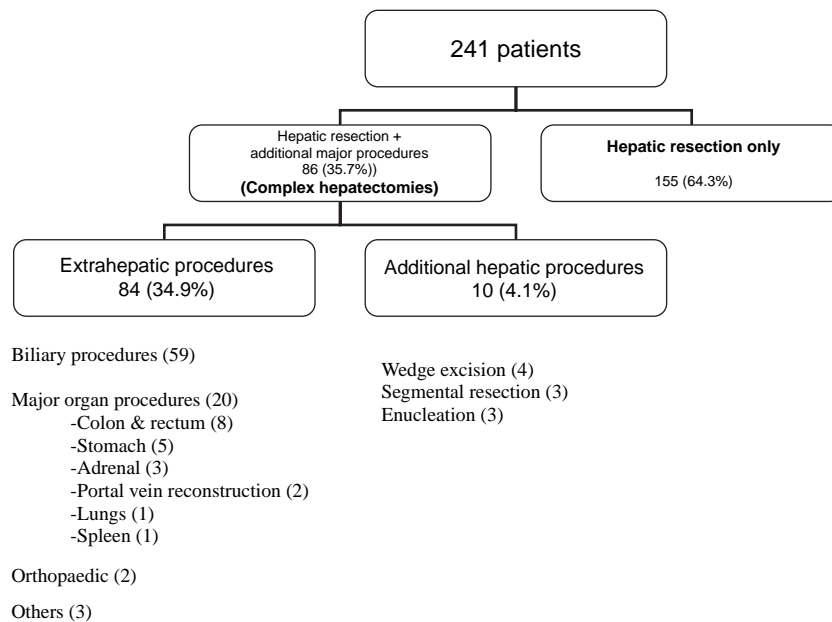 241 patients
Hepatic resection +
additional major procedures
86 (35.7%))
(Complex hepatectomies)
Hepatic resection only
155 (64.3%)
Extrahepatic procedures
84 (34.9%)
Additional hepatic procedures
10 (4.1%)
Biliary procedures (59)
Major organ procedures (20)
-Colon & rectum (8)
-Stomach (5)
-Adrenal (3)
-Portal vein reconstruction (2)
-Lungs (1)
-Spleen (1)
Orthopaedic (2)
Others (3)
Wedge excision (4)
Segmental resection (3)
Enucleation (3)